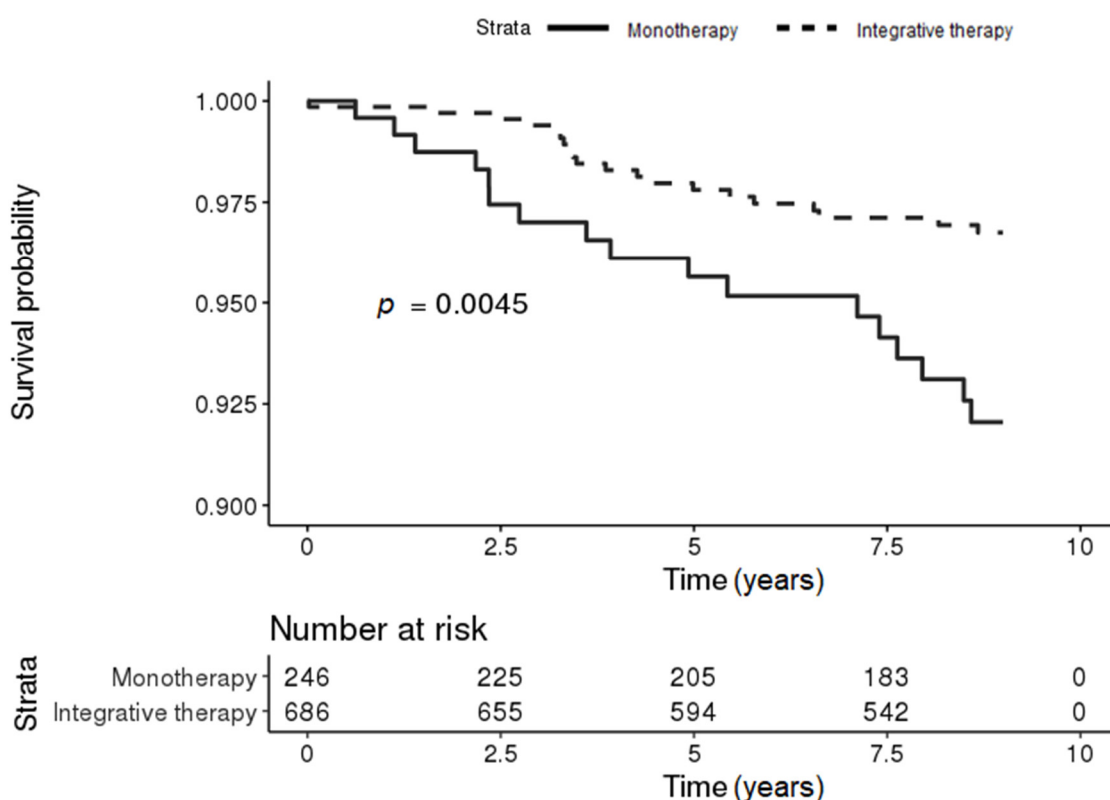 Strata Monotherapy Integrative therapy
Survival probability
1.000
0.975
0.950
0.925
0.900
p = 0.0045
0 2.5 5 7.5 10
Time (years)
Number at risk
Strata
Monotherapy 246 225 205 183 0
Integrative therapy 686 655 594 542 0
0 2.5 5 7.5 10
Time (years)